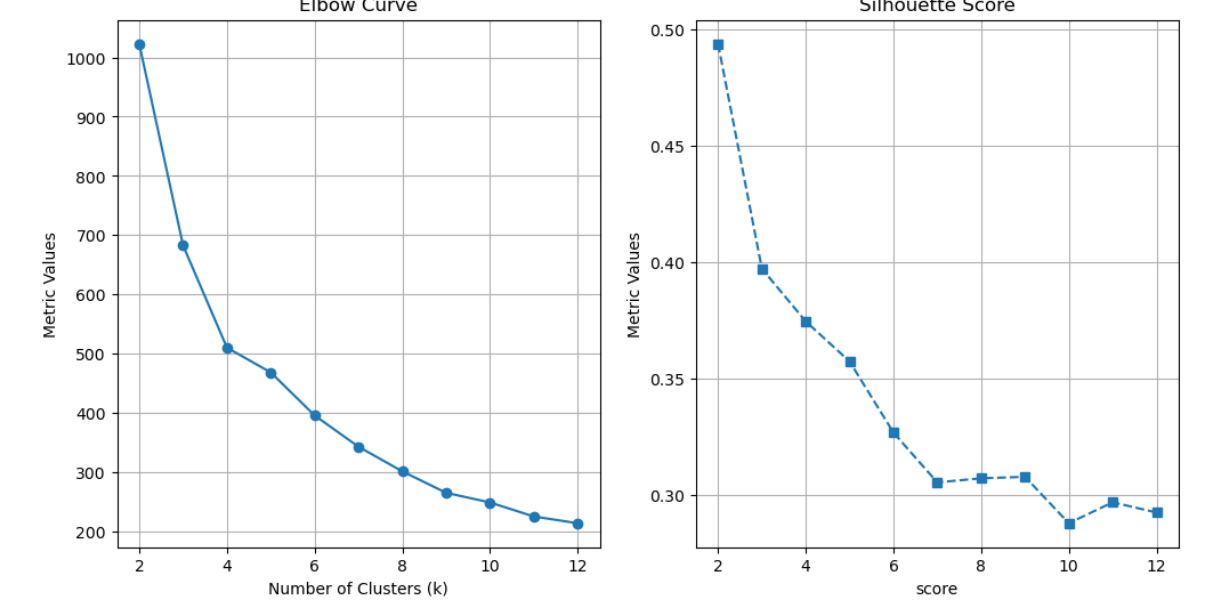 Elbow Curve
Metric Values
1000
900
800
700
600
500
400
300
200
2 4 6 8 10 12
Number of Clusters (k)
Silhouette Score
Metric Values
0.50
0.45
0.40
0.35
0.30
2 4 6 8 10 12
score